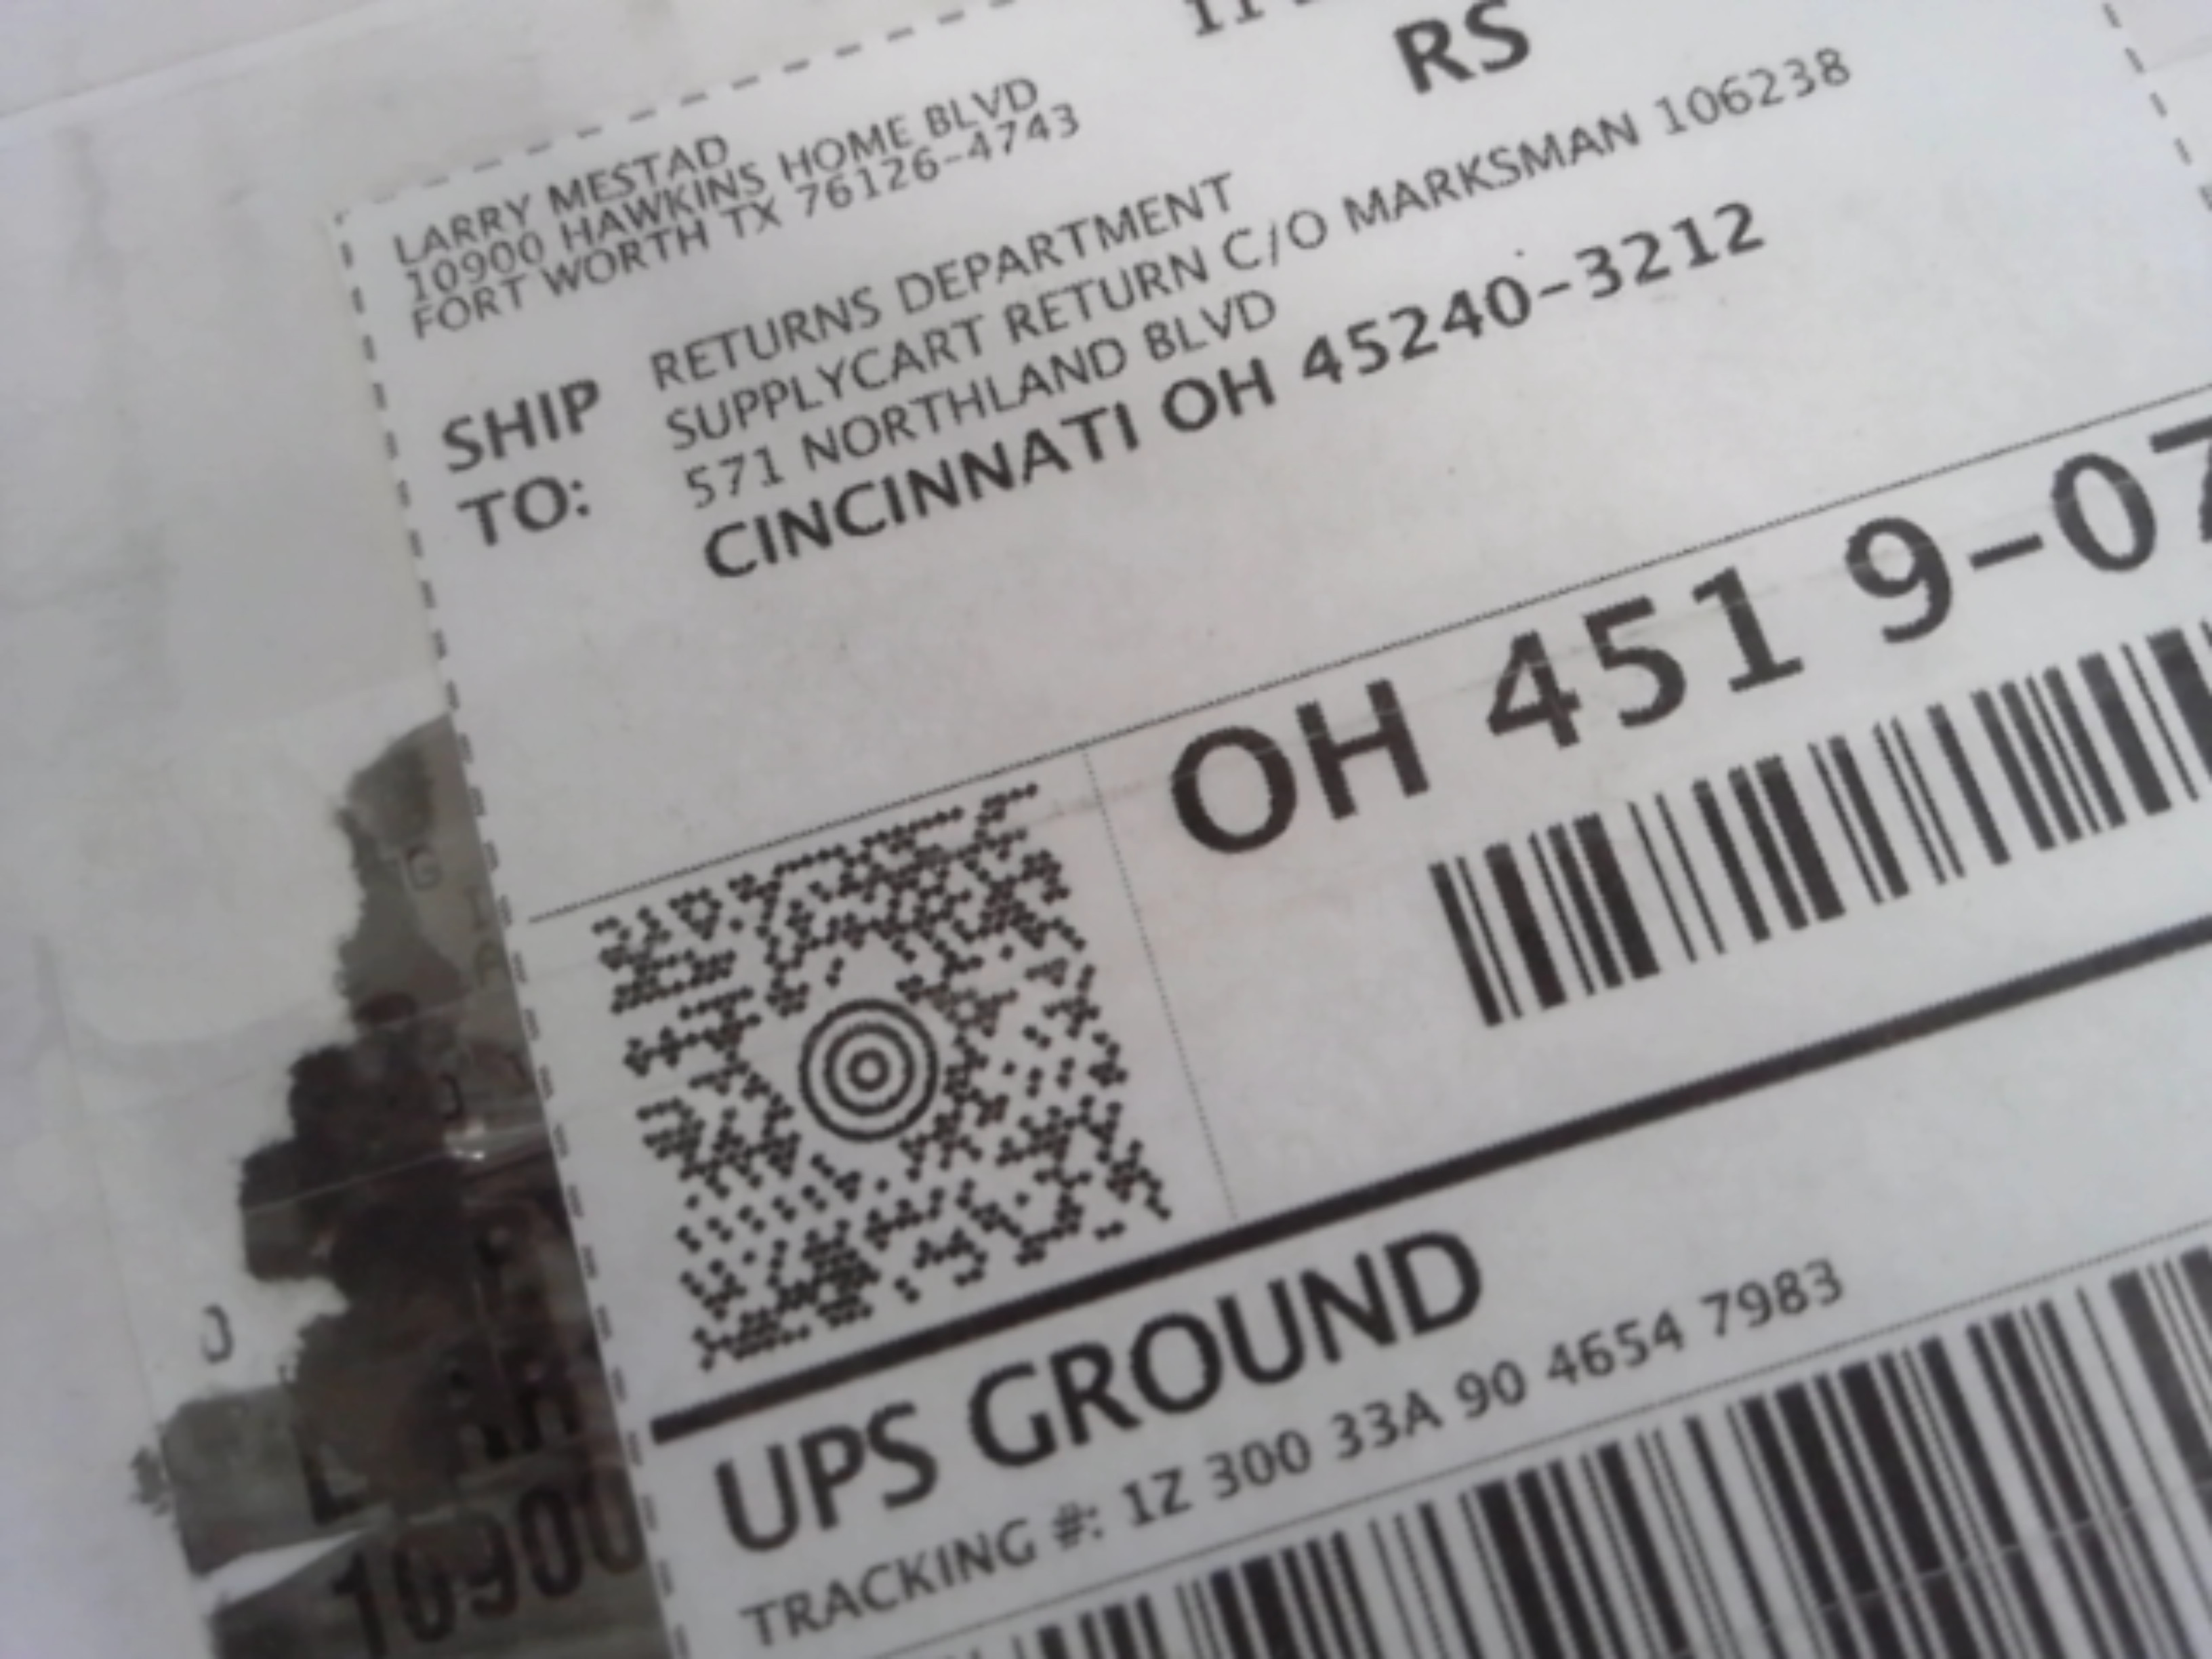 RS
LARRY MESTAD
10900 HAWKINS HOME BLVD
FORT WORTH TX 76126-4743
SHIP TO:
RETURNS DEPARTMENT
SUPPLYCART RETURN C/O MARKSMAN 106238
571 NORTHLAND BLVD
CINCINNATI OH 45240-3212
OH 451 9-07
UPS GROUND
TRACKING #: 1Z 300 33A 90 4654 7983
10900